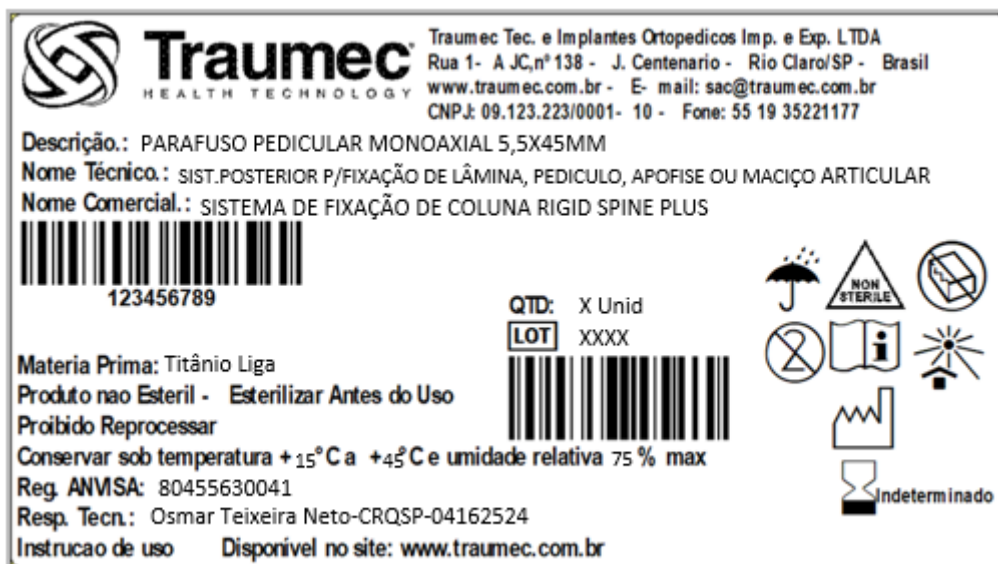 Traumec
HEALTH TECHNOLOGY
Traumec Tec. e Implantes Ortopedicos Imp. e Exp. LTDA
Rua 1- A JC,nº 138 - J. Centenario - Rio Claro/SP - Brasil
www.traumec.com.br - E- mail: sac@traumec.com.br
CNPJ: 09.123.223/0001- 10 - Fone: 55 19 35221177
Descrição.: PARAFUSO PEDICULAR MONOAXIAL 5,5X45MM
Nome Técnico.: SIST.POSTERIOR P/FIXAÇÃO DE LÂMINA, PEDICULO, APOFISE OU MACIÇO ARTICULAR
Nome Comercial.: SISTEMA DE FIXAÇÃO DE COLUNA RIGID SPINE PLUS
123456789
QTD: X Unid
LOT XXXX
NON
STERILE
2
i
Materia Prima: Titânio Liga
Produto nao Esteril - Esterilizar Antes do Uso
Proibido Reprocessar
Conservar sob temperatura +15°C a +45°C e umidade relativa 75 % max
Reg. ANVISA: 80455630041
Indeterminado
Resp. Tecn.: Osmar Teixeira Neto-CRQSP-04162524
Instrucao de uso Disponivel no site: www.traumec.com.br